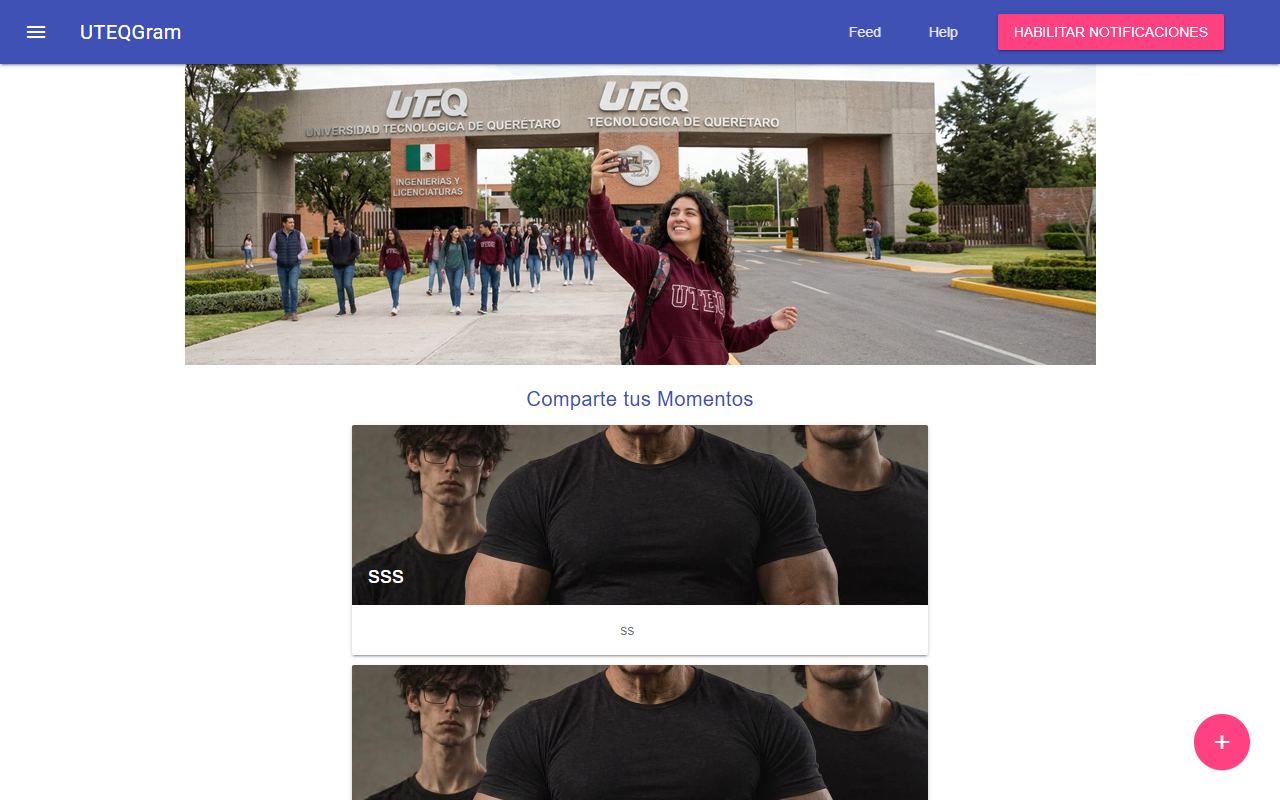 UTEQGram
Feed
Help
HABILITAR NOTIFICACIONES
UTEQ
UNIVERSIDAD TECNOLÓGICA DE QUERÉTARO
UTEQ
TECNOLÓGICA DE QUERÉTARO
INGENIERÍAS Y
LICENCIATURAS
UTEQ
Comparte tus Momentos
SSS
ss